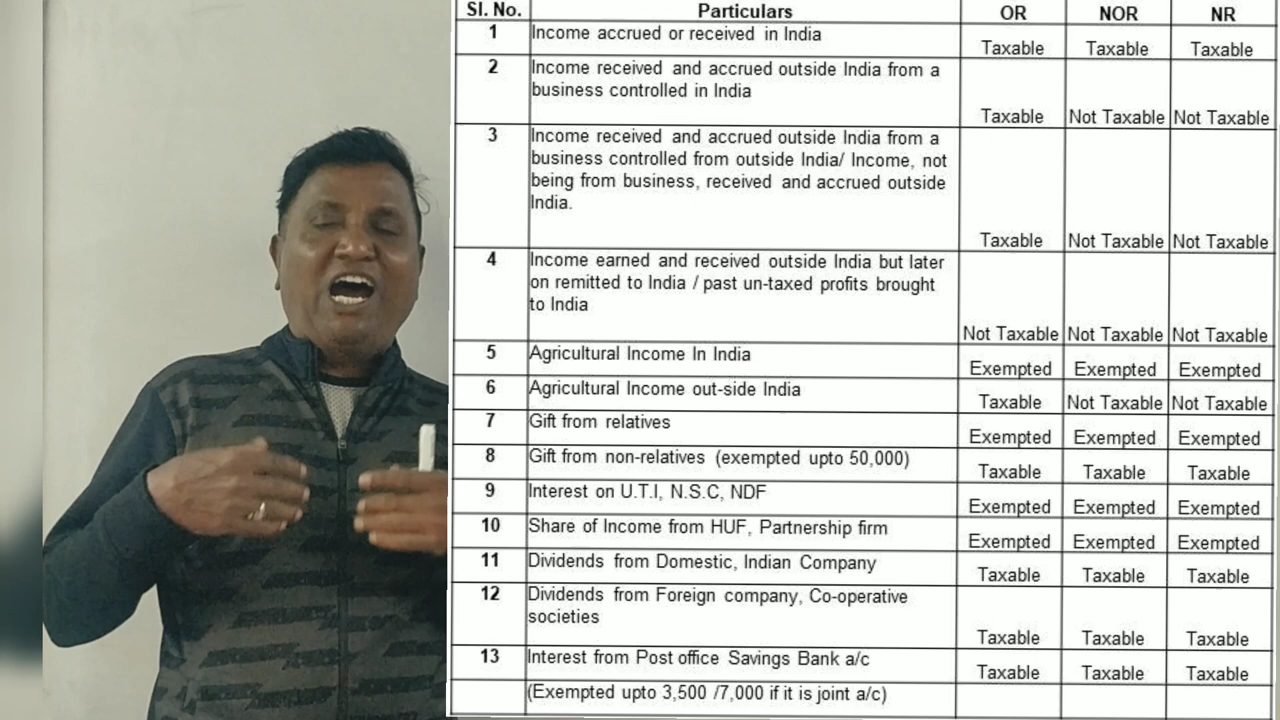 Sl. No. Particulars OR NOR NR
1 Income accrued or received in India Taxable Taxable Taxable
2 Income received and accrued outside India from a
business controlled in India
Taxable Not Taxable Not Taxable
3 Income received and accrued outside India from a
business controlled from outside India/ Income, not
being from business, received and accrued outside
India.
Taxable Not Taxable Not Taxable
4 Income earned and received outside India but later
on remitted to India / past un-taxed profits brought
to India
Not Taxable Not Taxable Not Taxable
5 Agricultural Income In India Exempted Exempted Exempted
6 Agricultural Income out-side India Taxable Not Taxable Not Taxable
7 Gift from relatives Exempted Exempted Exempted
8 Gift from non-relatives (exempted upto 50,000) Taxable Taxable Taxable
9 Interest on U.T.I, N.S.C, NDF Exempted Exempted Exempted
10 Share of Income from HUF, Partnership firm Exempted Exempted Exempted
11 Dividends from Domestic, Indian Company Taxable Taxable Taxable
12 Dividends from Foreign company, Co-operative
societies
Taxable Taxable Taxable
13 Interest from Post office Savings Bank a/c Taxable Taxable Taxable
(Exempted upto 3,500 /7,000 if it is joint a/c)